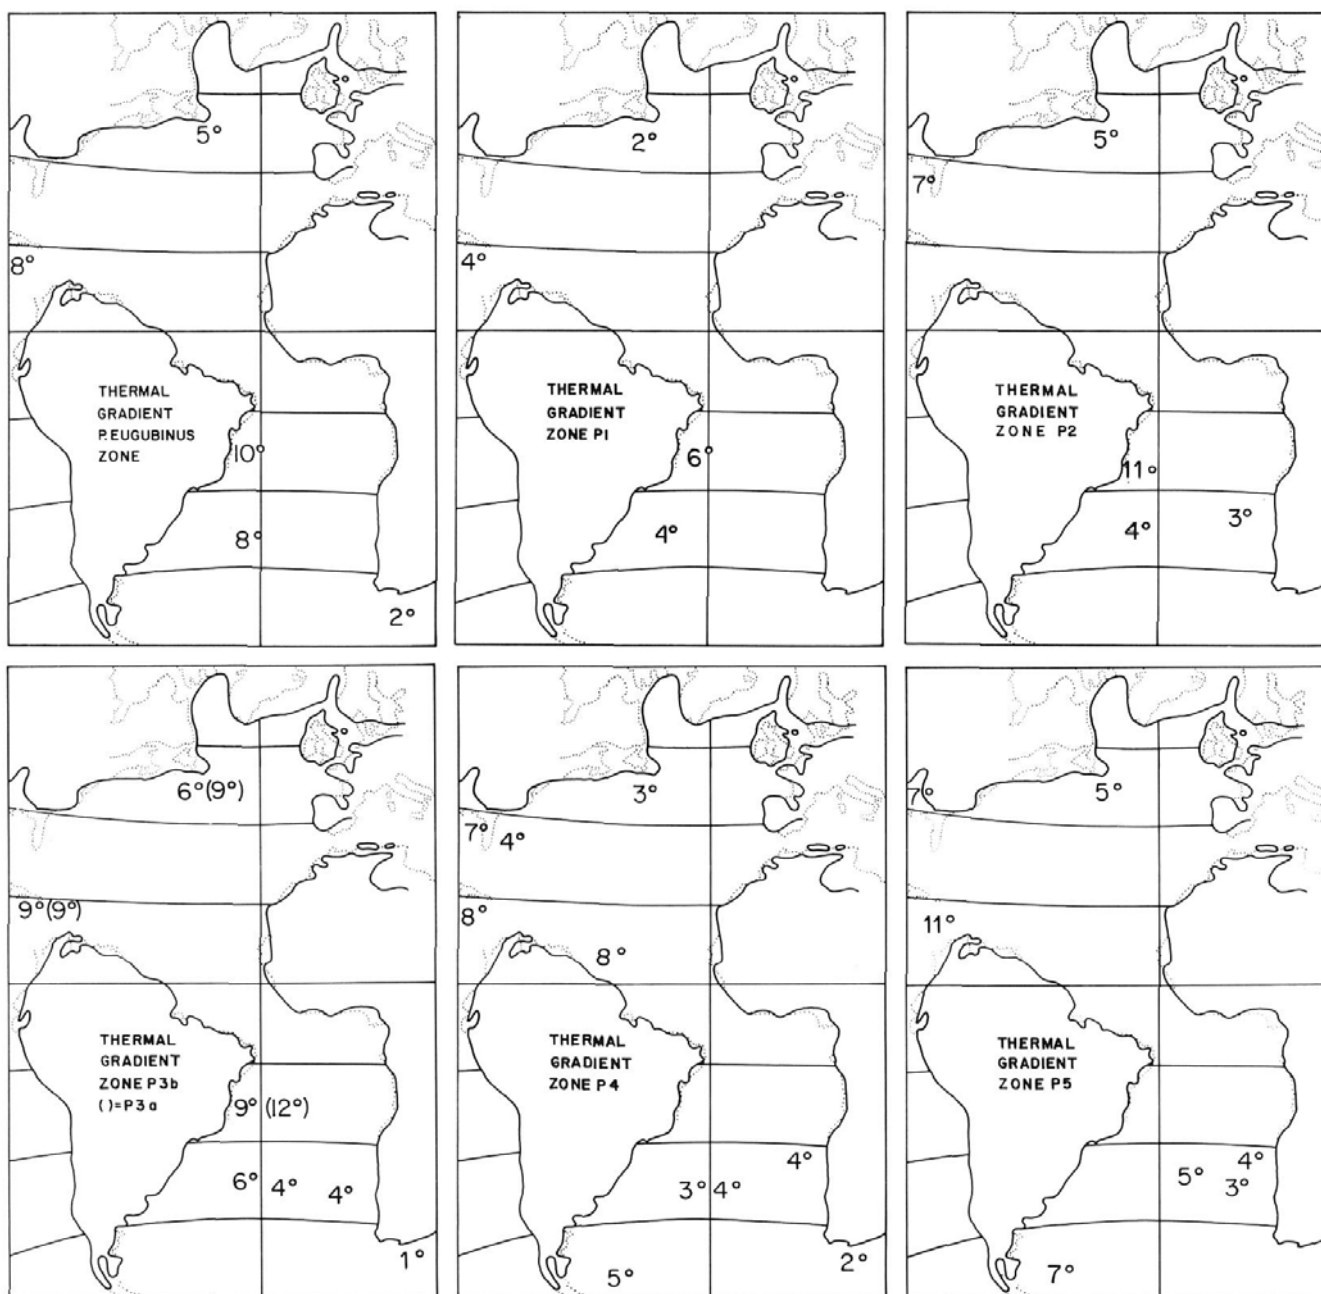 5°
8°
THERMAL
GRADIENT
P. EUGUBINUS
ZONE
10°
8°
2°
2°
4°
THERMAL
GRADIENT
ZONE P1
6°
4°
5°
7°
THERMAL
GRADIENT
ZONE P2
11°
4°
3°
6°(9°)
9°(9°)
THERMAL
GRADIENT
ZONE P3b
( )=P3a
9° (12°)
6°
4°
4°
1°
3°
7°
4°
8°
8°
THERMAL
GRADIENT
ZONE P4
4°
3°
4°
5°
2°
7°
5°
11°
THERMAL
GRADIENT
ZONE P5
4°
5°
3°
7°